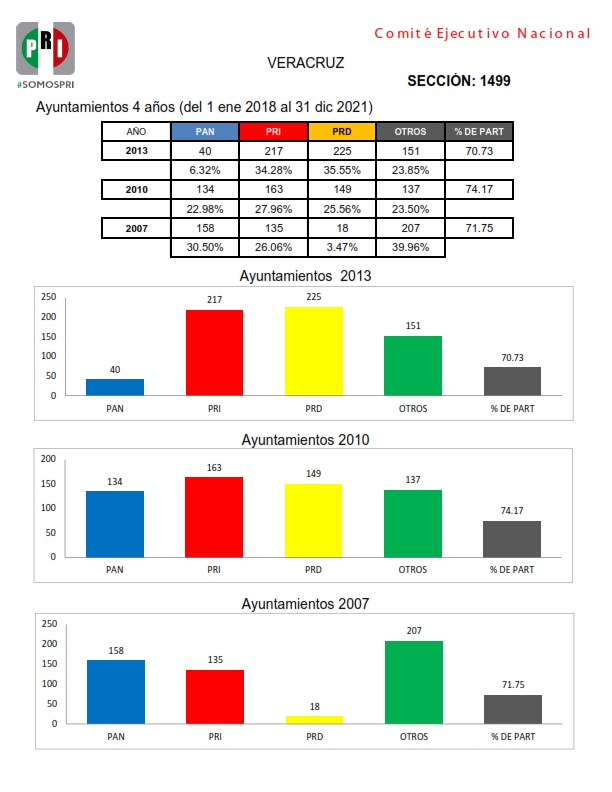 Comité Ejecutivo Nacional
PRI
#SOMOSPRI
VERACRUZ
SECCIÓN: 1499
Ayuntamientos 4 años (del 1 ene 2018 al 31 dic 2021)
AÑO PAN PRI PRD OTROS % DE PART
2013 40 217 225 151 70.73
6.32% 34.28% 35.55% 23.85%
2010 134 163 149 137 74.17
22.98% 27.96% 25.56% 23.50%
2007 158 135 18 207 71.75
30.50% 26.06% 3.47% 39.96%
Ayuntamientos 2013
250
200
150
100
50
0
40 217 225 151 70.73
PAN PRI PRD OTROS % DE PART
Ayuntamientos 2010
200
150
100
50
0
134 163 149 137 74.17
PAN PRI PRD OTROS % DE PART
Ayuntamientos 2007
250
200
150
100
50
0
158 135 18 207 71.75
PAN PRI PRD OTROS % DE PART